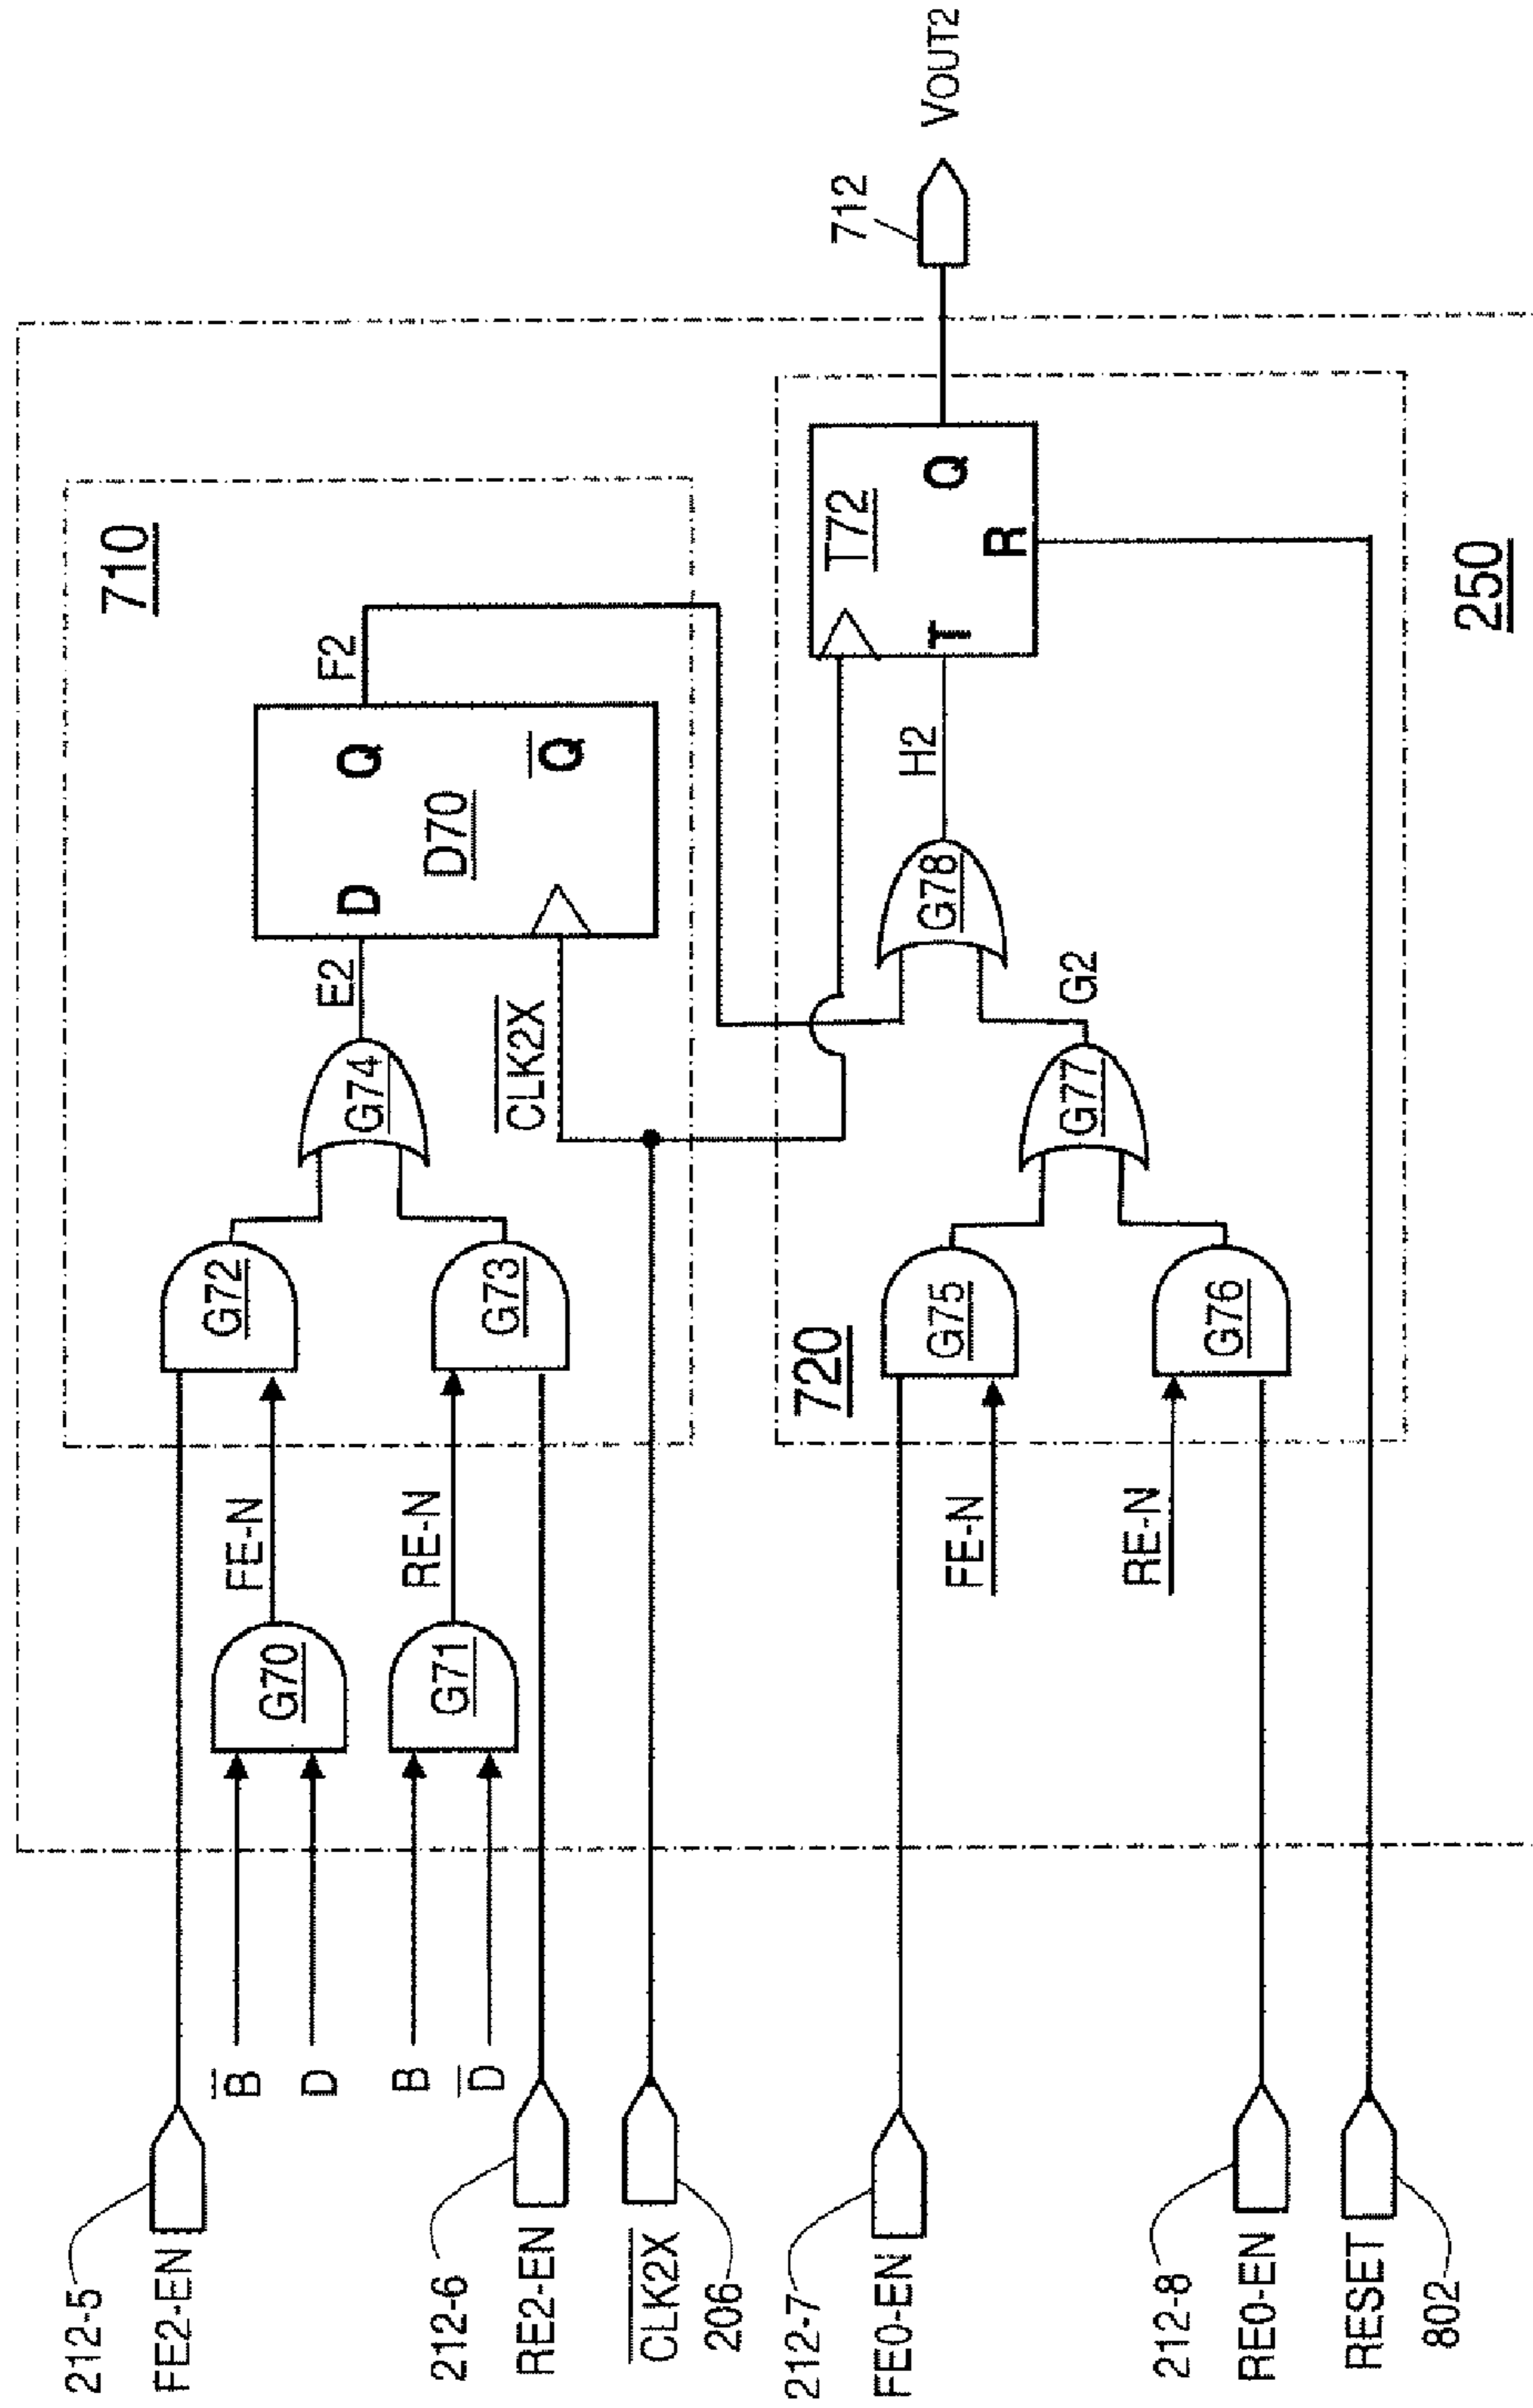 212-5
FE2-EN
B̅
D
B
D̅
212-6
RE2-EN
C̅L̅K̅2̅X̅
206
212-7
FE0-EN
212-8
RE0-EN
RESET
802
G70
FE-N
G71
RE-N
710
G72
G73
G74
E2
C̅L̅K̅2̅X̅
D
Q
D70
Q̅
F2
720
FE-N
RE-N
G75
G76
G77
G2
G78
H2
T72
T
Q
R
250
712
VOUT2